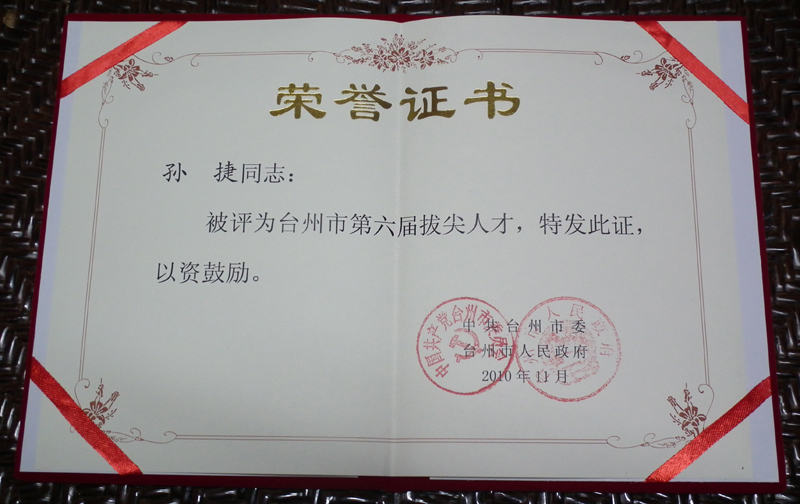 荣誉证书
孙 捷同志：
被评为台州市第六届拔尖人才，特发此证，
以资鼓励。
中共台州市委
台州市人民政府
2010年11月